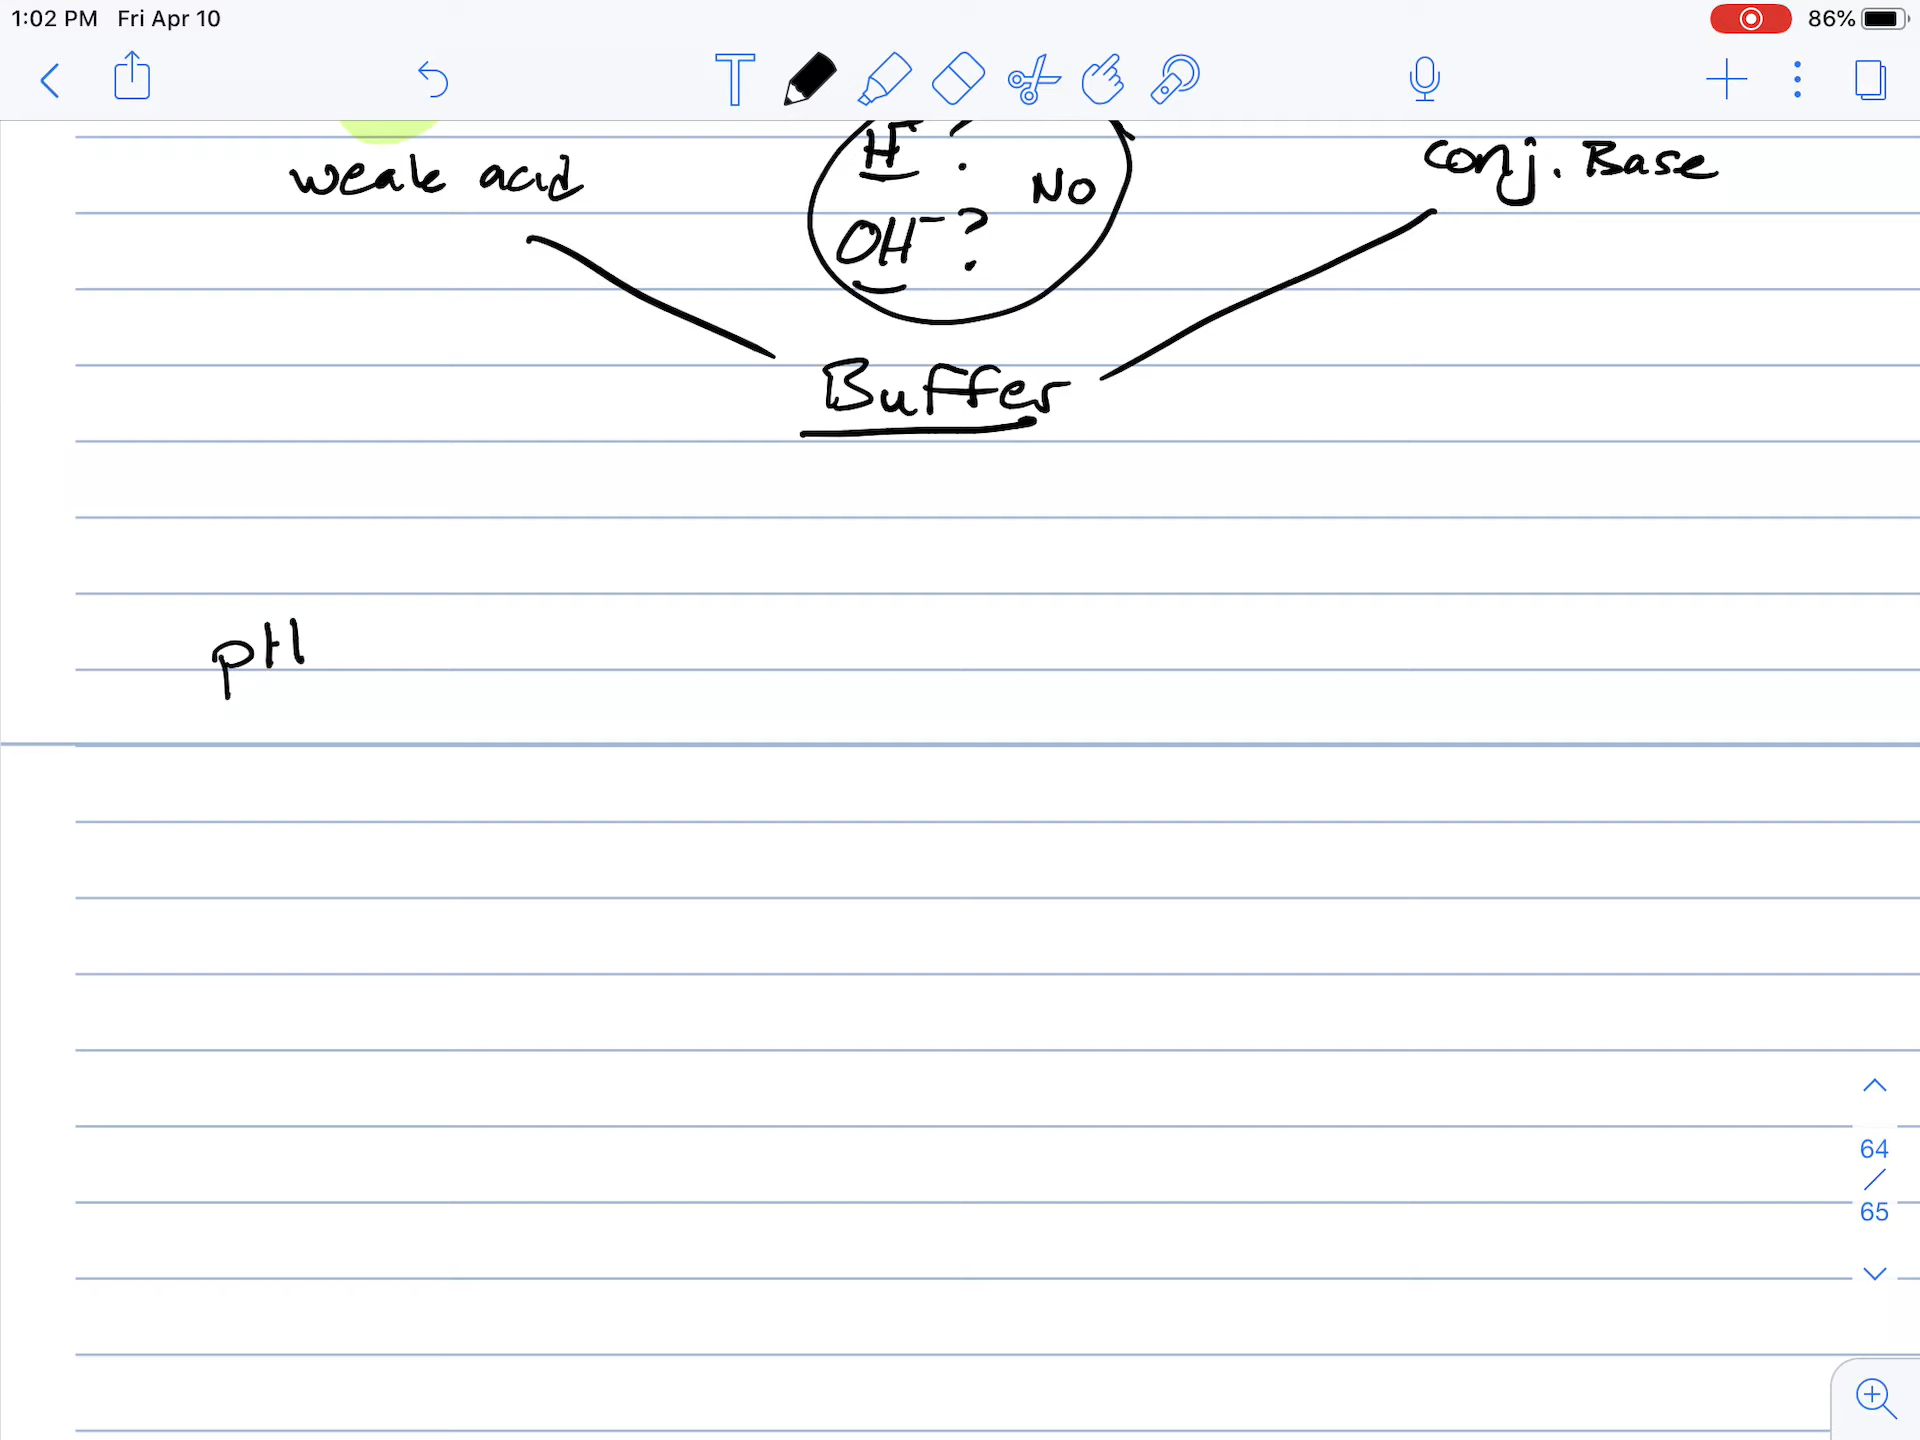 1:02 PM Fri Apr 10 86%
H⁺ ?
weak acid NO conj. Base
OH⁻ ?
Buffer
pH
64
/
65